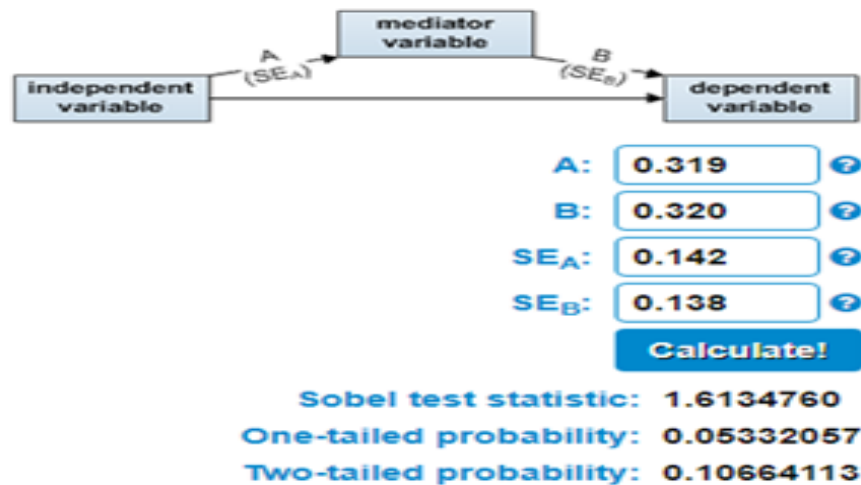 mediator
variable
A
(SEA)
B
(SEB)
independent
variable
dependent
variable
A: 0.319 ?
B: 0.320 ?
SEA: 0.142 ?
SEB: 0.138 ?
Calculate!
Sobel test statistic: 1.6134760
One-tailed probability: 0.05332057
Two-tailed probability: 0.10664113